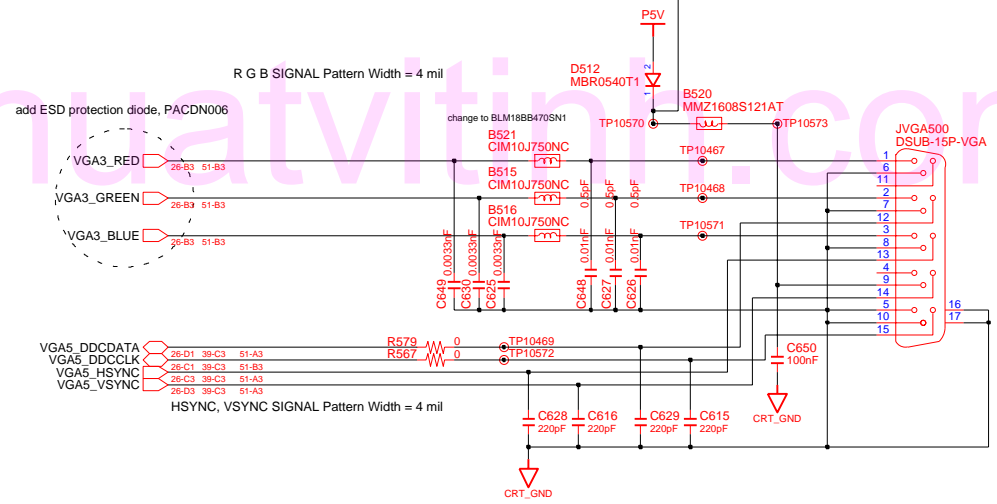 P5V
huatvitinh.com
R G B SIGNAL Pattern Width = 4 mil
D512
MBR0540T1
2
1
B520
MMZ1608S121AT
add ESD protection diode, PACDN006
change to BLM18BB470SN1
TP10570
TP10573
JVGA500
DSUB-15P-VGA
B521
CIM10J750NC
TP10467
VGA3_RED
26-B3 51-B3
B515
CIM10J750NC
TP10468
VGA3_GREEN
26-B3 51-B3
B516
CIM10J750NC
TP10571
VGA3_BLUE
26-B3 51-B3
1
6
11
2
7
12
3
8
13
4
9
14
5
10
15
16
17
C649
0.0033nF
C630
0.0033nF
C625
0.0033nF
C648
0.01nF
0.5pF
C627
0.01nF
0.5pF
C626
0.01nF
0.5pF
VGA5_DDCDATA
26-D1 39-C3 51-A3
R579
0
TP10469
VGA5_DDCCLK
26-C1 39-C3 51-B3
R567
0
TP10572
VGA5_HSYNC
26-C3 39-C3 51-A3
VGA5_VSYNC
26-D3 39-C3 51-A3
C650
100nF
CRT_GND
HSYNC, VSYNC SIGNAL Pattern Width = 4 mil
C628
220pF
C616
220pF
C629
220pF
C615
220pF
CRT_GND